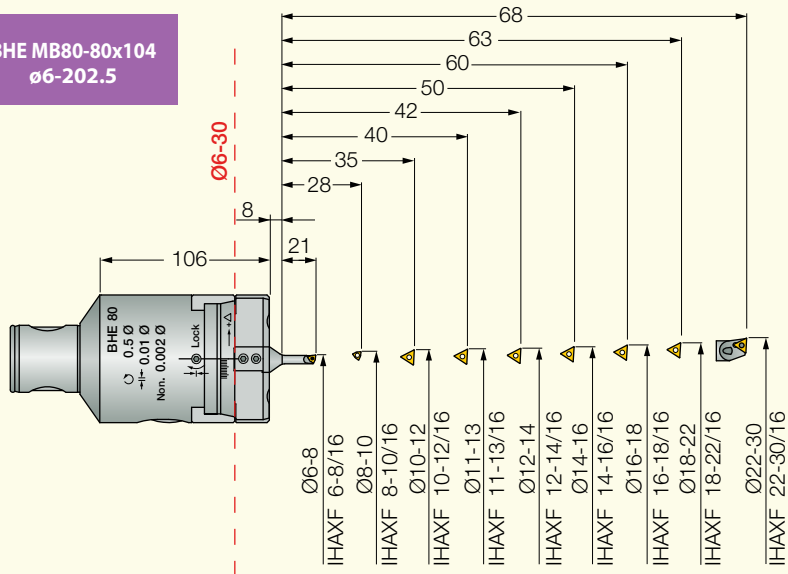 BHE MB80-80x104
ø6-202.5
68
63
60
50
42
40
35
28
Ø6-30
8
21
106
BHE 80
0.5 Ø
0.01 Ø
Non. 0.002 Ø
Lock
+
Ø6-8
IHAXF 6-8/16
Ø8-10
IHAXF 8-10/16
Ø10-12
IHAXF 10-12/16
Ø11-13
IHAXF 11-13/16
Ø12-14
IHAXF 12-14/16
Ø14-16
IHAXF 14-16/16
Ø16-18
IHAXF 16-18/16
Ø18-22
IHAXF 18-22/16
Ø22-30
IHAXF 22-30/16